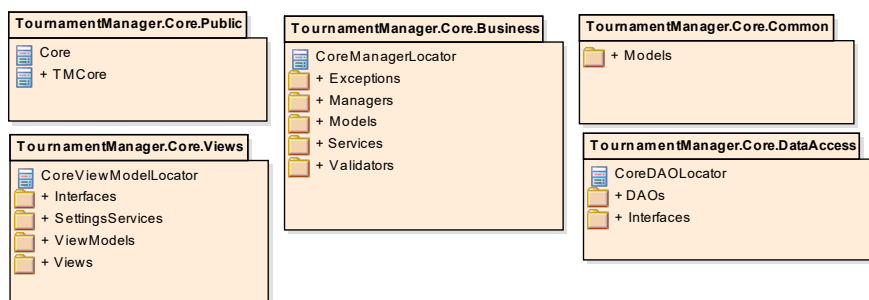 TournamentManager.Core.Public
Core
+ TMCore
TournamentManager.Core.Views
CoreViewModelLocator
+ Interfaces
+ SettingsServices
+ ViewModels
+ Views
TournamentManager.Core.Business
CoreManagerLocator
+ Exceptions
+ Managers
+ Models
+ Services
+ Validators
TournamentManager.Core.Common
+ Models
TournamentManager.Core.DataAccess
CoreDAOLocator
+ DAOs
+ Interfaces